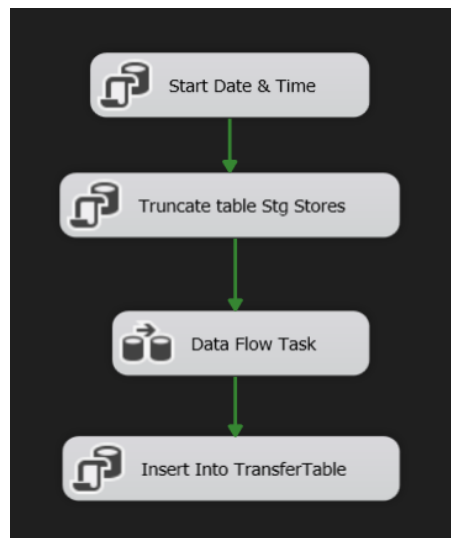 Start Date & Time
Truncate table Stg Stores
Data Flow Task
Insert Into TransferTable